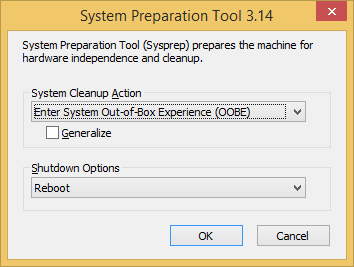 System Preparation Tool 3.14
System Preparation Tool (Sysprep) prepares the machine for
hardware independence and cleanup.
System Cleanup Action
Enter System Out-of-Box Experience (OOBE)
Generalize
Shutdown Options
Reboot
OK
Cancel